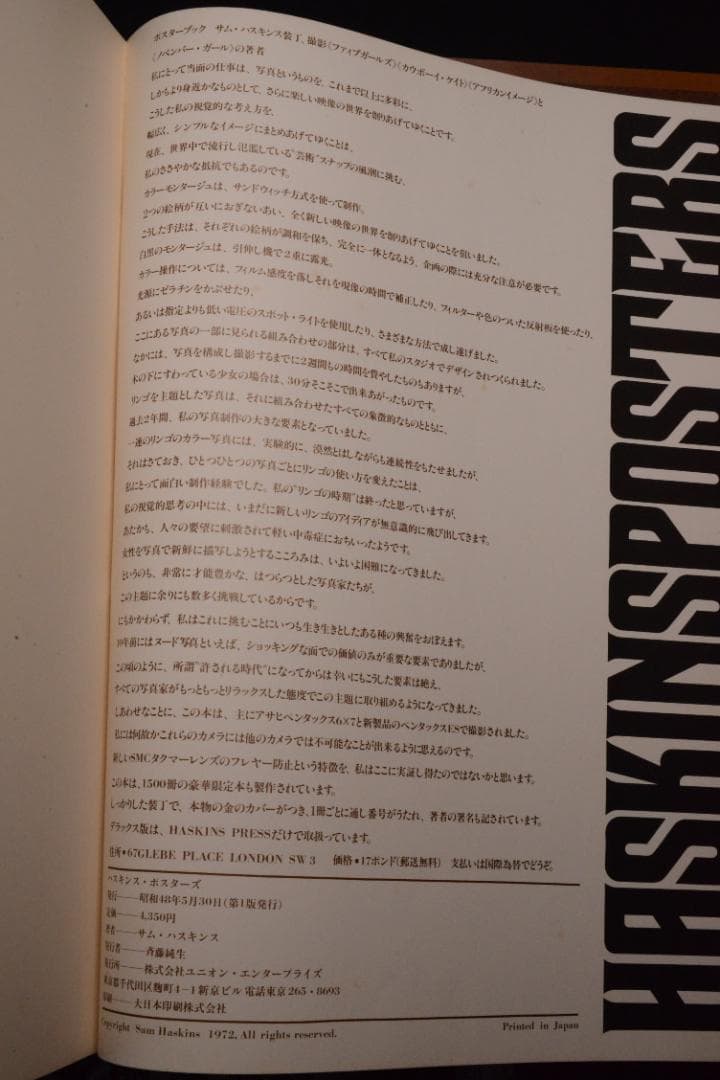 ポスターブック サム・ハスキンス装丁、撮影《ファイブガールズ》《カウボーイ・ケイト》《アフリカンイメージ》と
《ノベンバー・ガール》の著者
私にとって当面の仕事は、写真というものを、これまで以上に多彩に、
しかもより身近かなものとして、さらに楽しい映像の世界を創りあげてゆくことです。
こうした私の視覚的な考え方を、
幅広く、シンプルなイメージにまとめあげてゆくことは、
現在、世界中で流行し氾濫している"芸術"スナップの風潮に挑む、
私のささやかな抵抗でもあるのです。
カラーモンタージュは、サンドウィッチ方式を使って制作。
2つの絵柄が互いにおぎないあい、全く新しい映像の世界を創りあげてゆくことを狙いました。
こうした手法は、それぞれの絵柄が調和を保ち、完全に一体となるよう、企画の際には充分な注意が必要です。
白黒のモンタージュは、引伸し機で2重に露光。
カラー操作については、フィルム感度を落しそれを現像の時間で補正したり、フィルターや色のついた反射板を使ったり、
光源にゼラチンをかぶせたり、
あるいは指定よりも低い電圧のスポット・ライトを使用したり、さまざまな方法で成し遂げました。
ここにある写真の一部に見られる組み合わせの部分は、すべて私のスタジオでデザインされつくられました。
なかには、写真を構成し撮影するまでに2週間もの時間を費やしたものもありますが、
木の下にすわっている少女の場合は、30分そこそこで出来あがったものです。
リンゴを主題とした写真は、それに組み合わせたすべての象徴的なものとともに、
過去2年間、私の写真制作の大きな要素となっていました。
一連のリンゴのカラー写真には、実験的に、漠然とはしながらも連続性をもたせましたが、
それはさておき、ひとつひとつの写真ごとにリンゴの使い方を変えたことは、
私にとって面白い制作経験でした。私の"リンゴの時期"は終ったと思っていますが、
私の視覚的思考の中には、いまだに新しいリンゴのアイディアが無意識的に飛び出してきます。
あたかも、人々の要望に刺激されて軽い中毒症におちいったようです。
女性を写真で新鮮に描写しようとするこころみは、いよいよ困難になってきました。
というのも、非常に才能豊かな、はつらつとした写真家たちが、
この主題に余りにも数多く挑戦しているからです。
にもかかわらず、私はこれに挑むことにいつも生き生きとしたある種の興奮をおぼえます。
10年前にはヌード写真といえば、ショッキングな面での価値のみが重要な要素でありましたが、
この頃のように、所謂"許される時代"になってからは幸いにもこうした要素は絶え、
すべての写真家がもっともっとリラックスした態度でこの主題に取り組めるようになってきました。
しあわせなことに、この本は、主にアサヒペンタックス6×7と新製品のペンタックスESで撮影されました。
私には何故かこれらのカメラには他のカメラでは不可能なことが出来るように思えるのです。
新しいSMCタクマーレンズのフレヤー防止という特徴を、私はここに実証し得たのではないかと思います。
この本は、1500冊の豪華限定本も製作されています。
しっかりした装丁で、本物の金のカバーがつき、1冊ごとに通し番号がうたれ、著者の署名も記されています。
デラックス版は、HASKINS PRESSだけで取扱っています。
住所●67GLEBE PLACE LONDON SW3 価格●17ポンド(郵送無料) 支払いは国際為替でどうぞ。
ハスキンス・ポスターズ
発行——昭和48年5月30日(第1版発行)
定価——4,350円
著者——サム・ハスキンス
発行者——斉藤純生
発行所——株式会社ユニオン・エンタープライズ
東京都千代田区麹町4-1新京ビル 電話東京265・8693
印刷——大日本印刷株式会社
Copyright Sam Haskins 1972, All rights reserved.
Printed in Japan
HASKINSPOSTERS